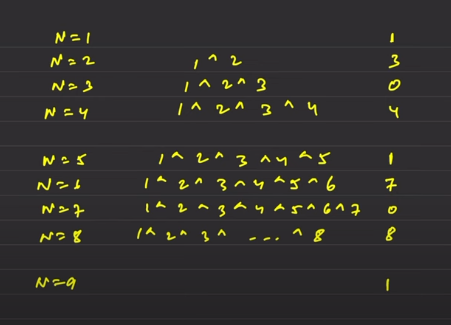 N=1 1
N=2 1 ^ 2 3
N=3 1 ^ 2 ^ 3 0
N=4 1 ^ 2 ^ 3 ^ 4 4
N=5 1 ^ 2 ^ 3 ^ 4 ^ 5 1
N=6 1 ^ 2 ^ 3 ^ 4 ^ 5 ^ 6 7
N=7 1 ^ 2 ^ 3 ^ 4 ^ 5 ^ 6 ^ 7 0
N=8 1 ^ 2 ^ 3 ^ ... ^ 8 8
N=9 1